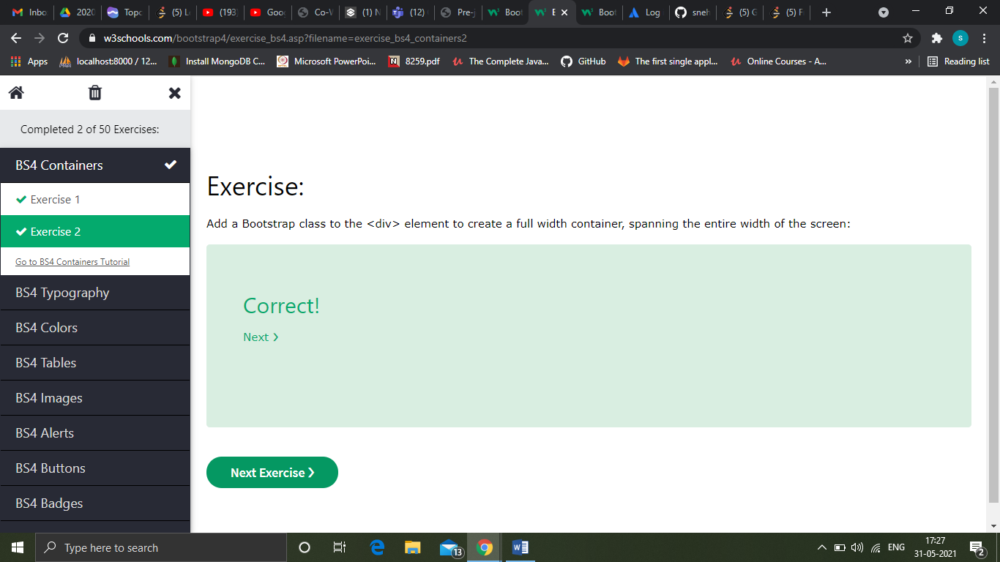 Inbo
2020
Topc
(5) Le
(193)
Goo
Co-V
(1) N
(12)
Pre-j
Boot
E
Boot
Log
sneh
(5) G
(5) F
w3schools.com/bootstrap4/exercise_bs4.asp?filename=exercise_bs4_containers2
s
Apps
localhost:8000 / 12...
Install MongoDB C...
Microsoft PowerPoi...
8259.pdf
The Complete Java...
GitHub
The first single appl...
Online Courses - A...
»
Reading list
Completed 2 of 50 Exercises:
BS4 Containers
Exercise 1
Exercise 2
Go to BS4 Containers Tutorial
BS4 Typography
BS4 Colors
BS4 Tables
BS4 Images
BS4 Alerts
BS4 Buttons
BS4 Badges
Exercise:
Add a Bootstrap class to the <div> element to create a full width container, spanning the entire width of the screen:
Correct!
Next ❯
Next Exercise ❯
Type here to search
13
ENG
17:27
31-05-2021
2